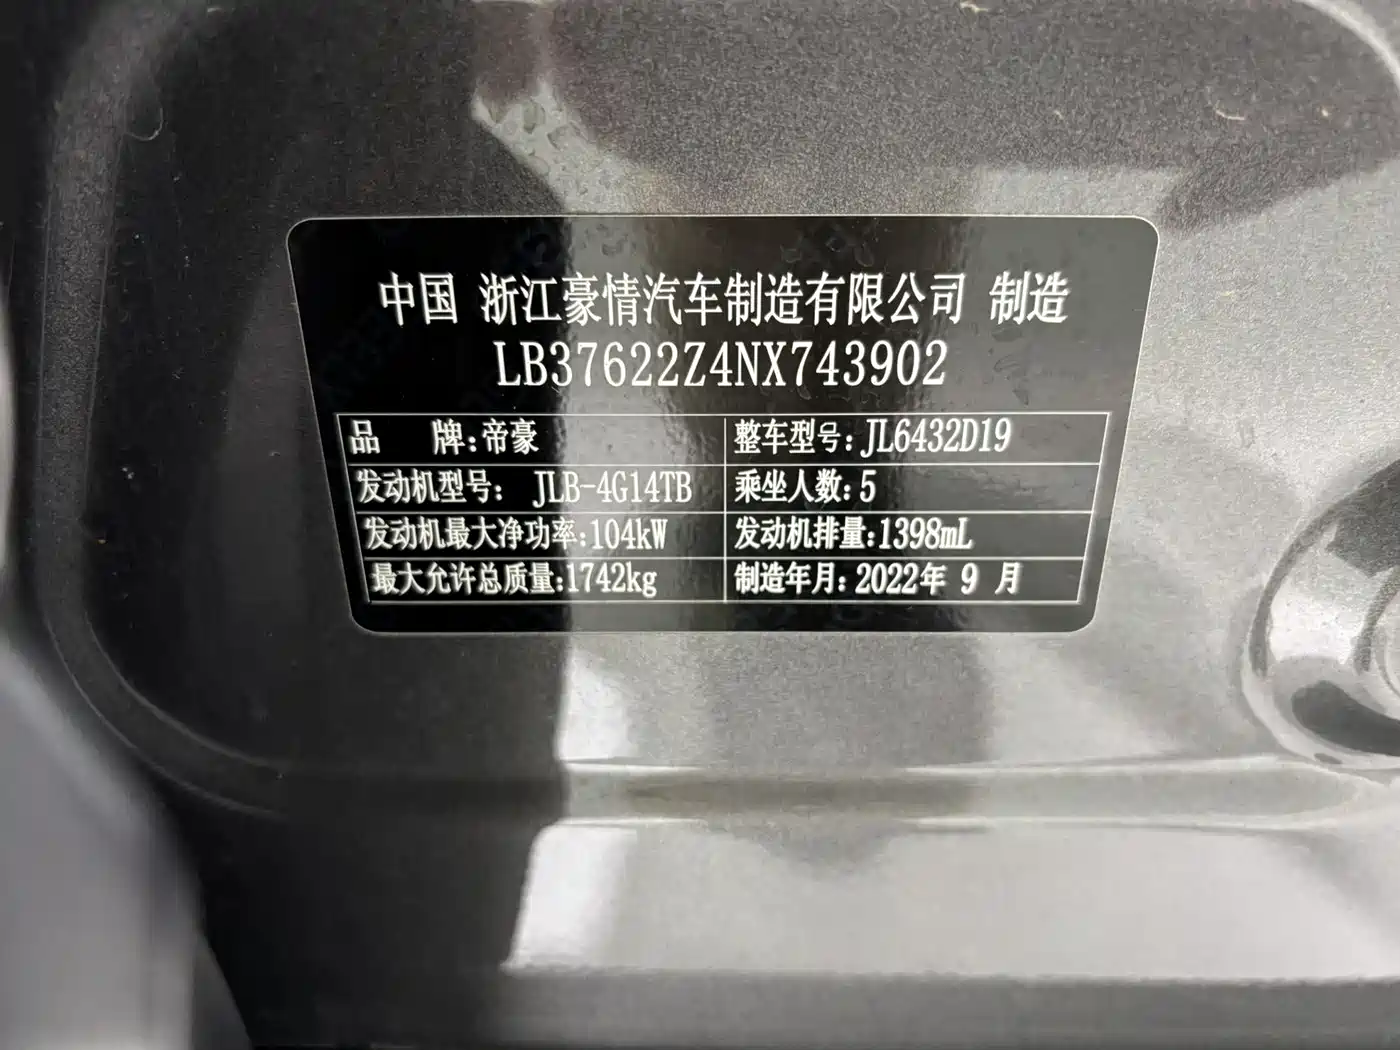 中国 浙江豪情汽车制造有限公司 制造
LB37622Z4NX743902
品 牌:帝豪 整车型号:JL6432D19
发动机型号: JLB-4G14TB 乘坐人数:5
发动机最大净功率:104kW 发动机排量:1398mL
最大允许总质量:1742kg 制造年月:2022年 9 月